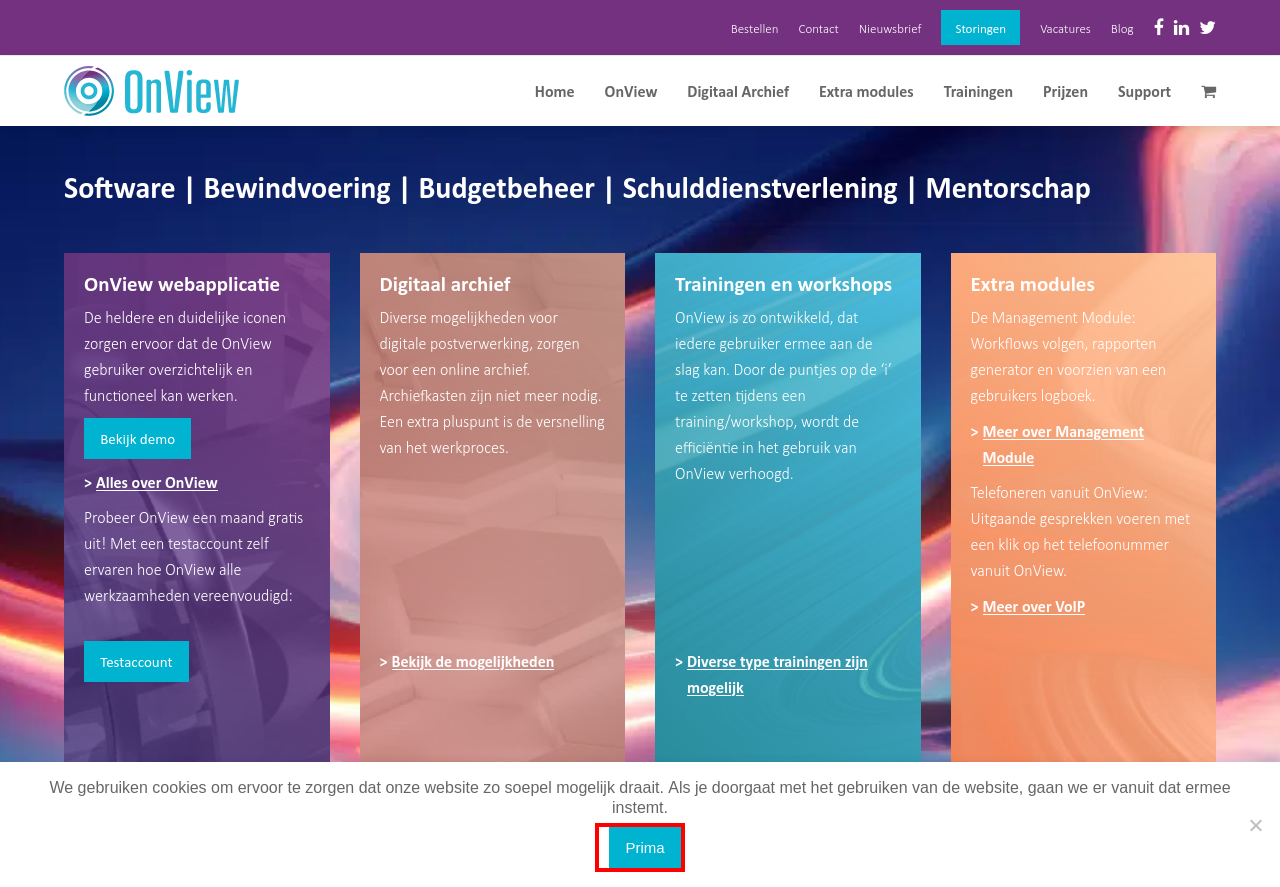 Bestellen Contact Nieuwsbrief Storingen Vacatures Blog
OnView
Home OnView Digitaal Archief Extra modules Trainingen Prijzen Support
Software | Bewindvoering | Budgetbeheer | Schulddienstverlening | Mentorschap
OnView webapplicatie
De heldere en duidelijke iconen
zorgen ervoor dat de OnView
gebruiker overzichtelijk en
functioneel kan werken.
Bekijk demo
> Alles over OnView
Probeer OnView een maand gratis
uit! Met een testaccount zelf
ervaren hoe OnView alle
werkzaamheden vereenvoudigd:
Testaccount
Digitaal archief
Diverse mogelijkheden voor
digitale postverwerking, zorgen
voor een online archief.
Archiefkasten zijn niet meer nodig.
Een extra pluspunt is de versnelling
van het werkproces.
> Bekijk de mogelijkheden
Trainingen en workshops
OnView is zo ontwikkeld, dat
iedere gebruiker ermee aan de
slag kan. Door de puntjes op de ‘i’
te zetten tijdens een
training/workshop, wordt de
efficiëntie in het gebruik van
OnView verhoogd.
> Diverse type trainingen zijn
mogelijk
Extra modules
De Management Module:
Workflows volgen, rapporten
generator en voorzien van een
gebruikers logboek.
> Meer over Management
Module
Telefoneren vanuit OnView:
Uitgaande gesprekken voeren met
een klik op het telefoonnummer
vanuit OnView.
> Meer over VoIP
We gebruiken cookies om ervoor te zorgen dat onze website zo soepel mogelijk draait. Als je doorgaat met het gebruiken van de website, gaan we er vanuit dat ermee
instemt.
Prima